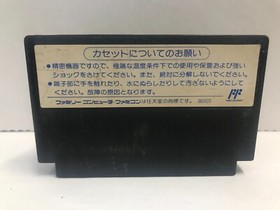 カセットについてのお願い
●精密機器ですので、極端な温度条件下での使用や保管および強い
ショックをさけてください。また、絶対に分解しないでください。
●端子部に手を触れたり、水にぬらしたりして汚さないようにして
ください。故障の原因となります。
ファミリーコンピュータ・ファミコンは任天堂の商標です。